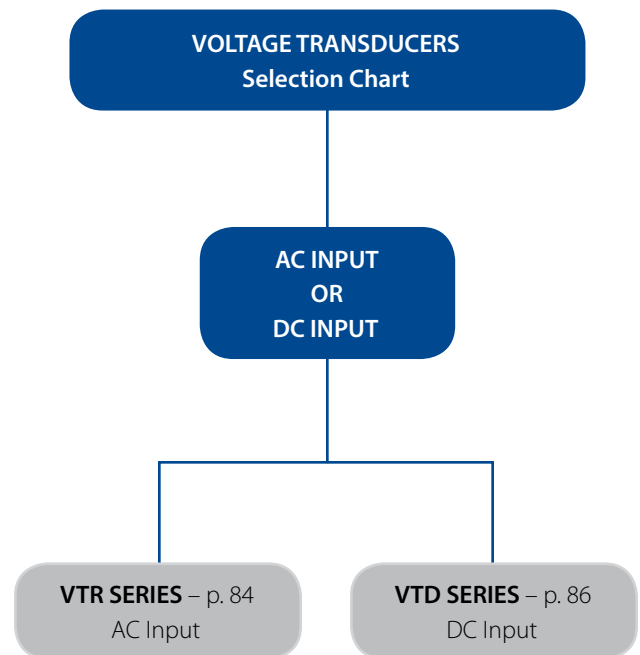 VOLTAGE TRANSDUCERS
Selection Chart
AC INPUT
OR
DC INPUT
VTR SERIES – p. 84
AC Input
VTD SERIES – p. 86
DC Input